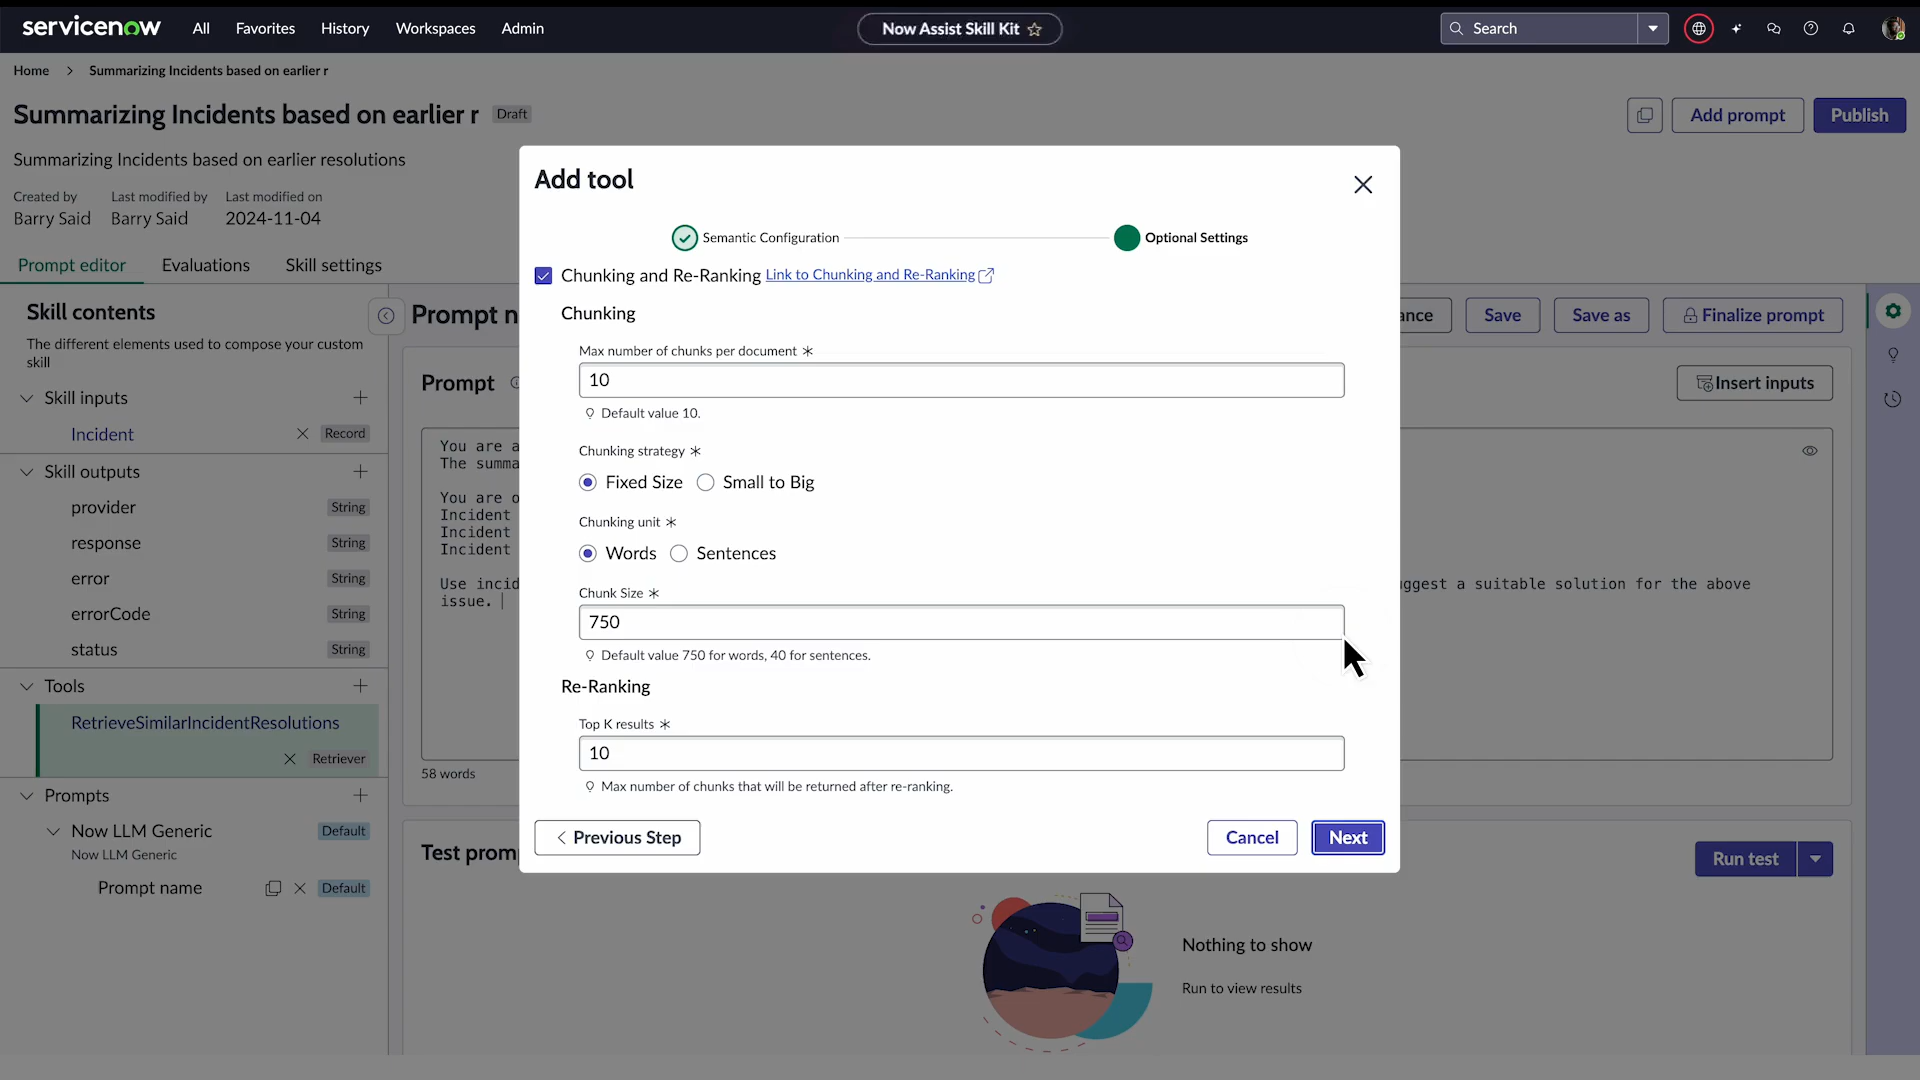 servicenow
All
Favorites
History
Workspaces
Admin
Now Assist Skill Kit
Search
Home
Summarizing Incidents based on earlier r
Summarizing Incidents based on earlier r
Draft
Add prompt
Publish
Summarizing Incidents based on earlier resolutions
Created by
Last modified by
Last modified on
Barry Said
Barry Said
2024-11-04
Prompt editor
Evaluations
Skill settings
Skill contents
The different elements used to compose your custom
skill
Skill inputs
Incident
Record
Skill outputs
provider
String
response
String
error
String
errorCode
String
status
String
Tools
RetrieveSimilarIncidentResolutions
Retriever
Prompts
Now LLM Generic
Default
Now LLM Generic
Prompt name
Default
Prompt n
ance
Save
Save as
Finalize prompt
Prompt
Insert inputs
You are a
The summa
You are o
Incident
Incident
Incident
Use incid
ggest a suitable solution for the above
issue.
58 words
Test prom
Run test
Nothing to show
Run to view results
Add tool
Semantic Configuration
Optional Settings
Chunking and Re-Ranking Link to Chunking and Re-Ranking
Chunking
Max number of chunks per document *
10
Default value 10.
Chunking strategy *
Fixed Size
Small to Big
Chunking unit *
Words
Sentences
Chunk Size *
750
Default value 750 for words, 40 for sentences.
Re-Ranking
Top K results *
10
Max number of chunks that will be returned after re-ranking.
< Previous Step
Cancel
Next